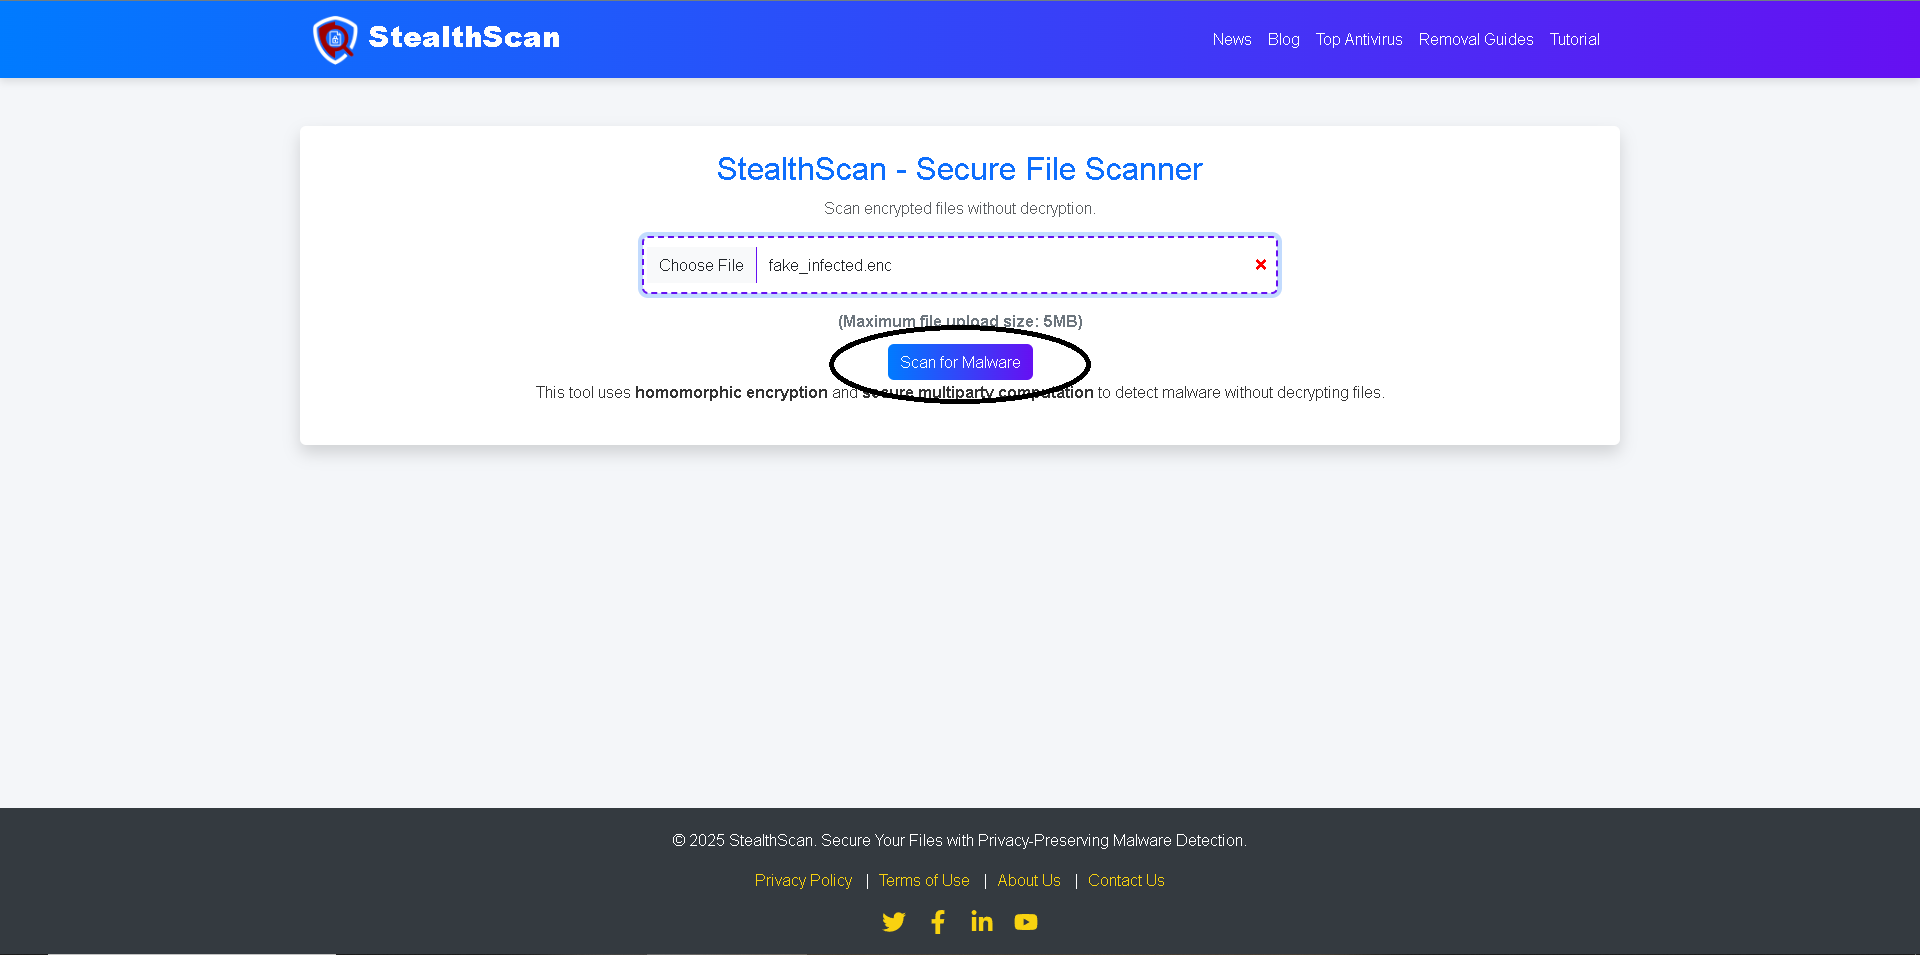 StealthScan
News Blog Top Antivirus Removal Guides Tutorial
StealthScan - Secure File Scanner
Scan encrypted files without decryption.
Choose File fake_infected.enc
(Maximum file upload size: 5MB)
Scan for Malware
This tool uses homomorphic encryption and secure multiparty computation to detect malware without decrypting files.
© 2025 StealthScan. Secure Your Files with Privacy-Preserving Malware Detection.
Privacy Policy | Terms of Use | About Us | Contact Us